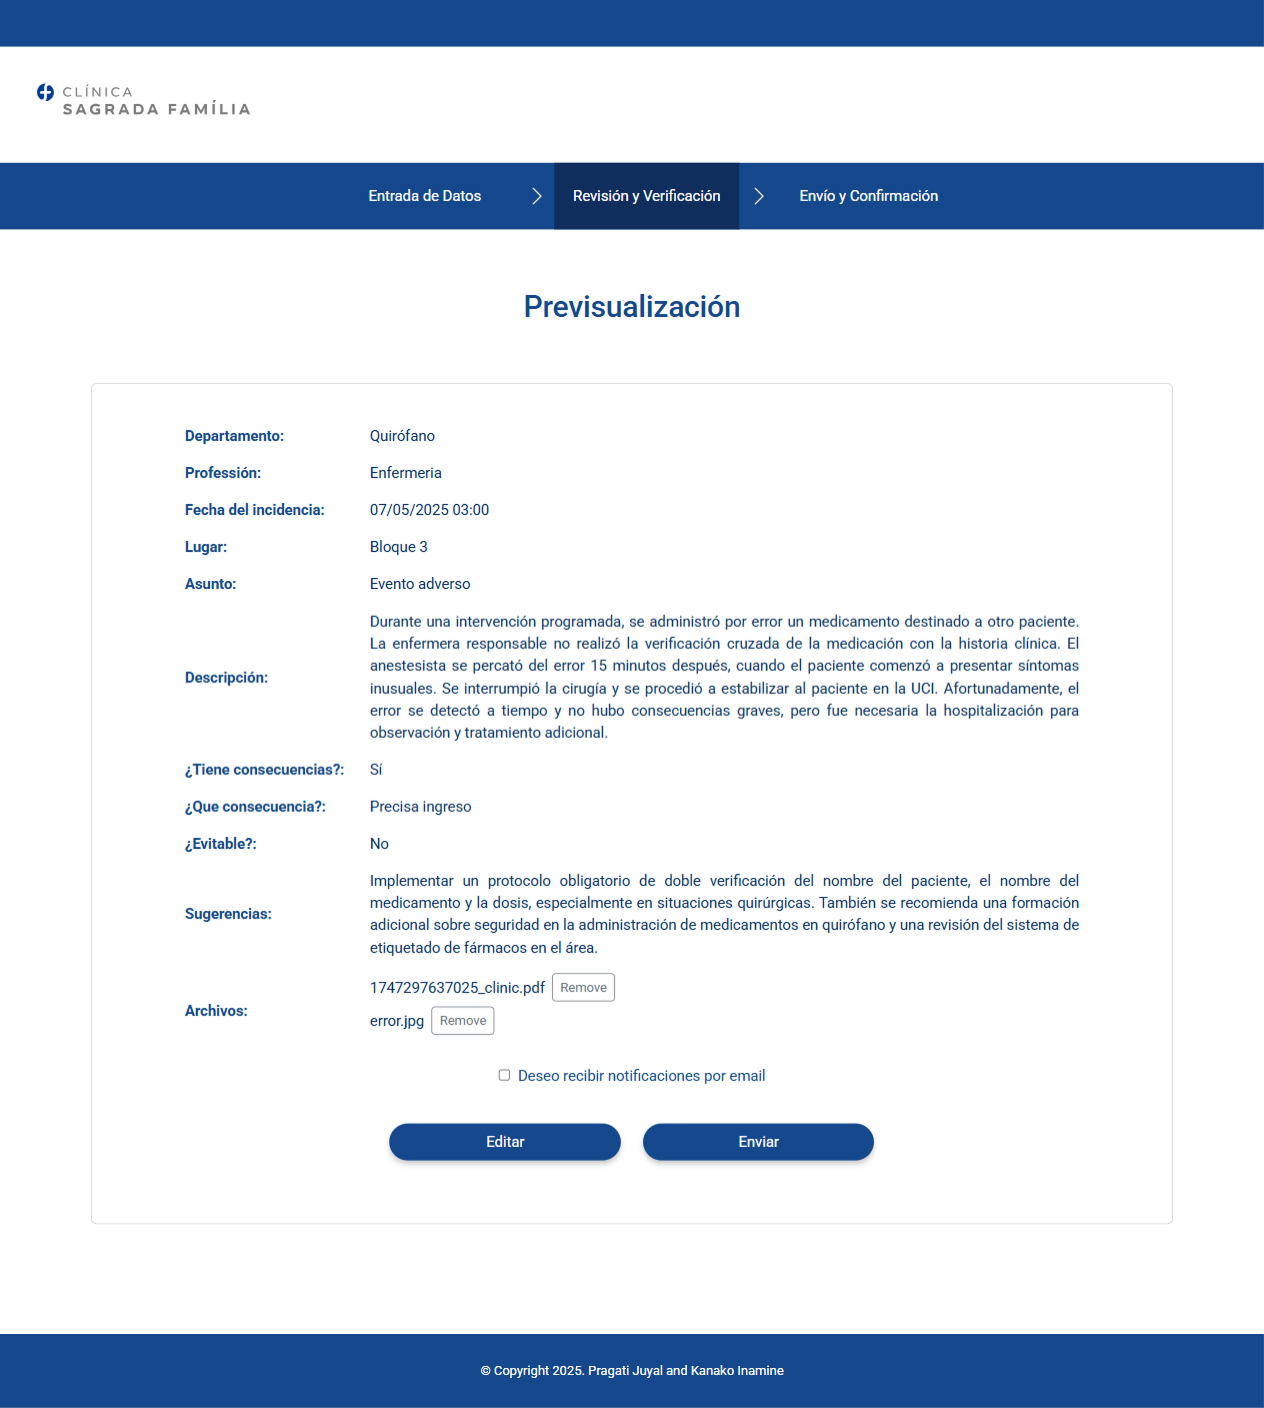 CLÍNICA
SAGRADA FAMÍLIA
Entrada de Datos
Revisión y Verificación
Envío y Confirmación
Previsualización
Departamento: Quirófano
Professión: Enfermeria
Fecha del incidencia: 07/05/2025 03:00
Lugar: Bloque 3
Asunto: Evento adverso
Descripción:
Durante una intervención programada, se administró por error un medicamento destinado a otro paciente.
La enfermera responsable no realizó la verificación cruzada de la medicación con la historia clínica. El
anestesista se percató del error 15 minutos después, cuando el paciente comenzó a presentar síntomas
inusuales. Se interrumpió la cirugía y se procedió a estabilizar al paciente en la UCI. Afortunadamente, el
error se detectó a tiempo y no hubo consecuencias graves, pero fue necesaria la hospitalización para
observación y tratamiento adicional.
¿Tiene consecuencias?: Sí
¿Que consecuencia?: Precisa ingreso
¿Evitable?: No
Sugerencias:
Implementar un protocolo obligatorio de doble verificación del nombre del paciente, el nombre del
medicamento y la dosis, especialmente en situaciones quirúrgicas. También se recomienda una formación
adicional sobre seguridad en la administración de medicamentos en quirófano y una revisión del sistema de
etiquetado de fármacos en el área.
Archivos:
1747297637025_clinic.pdf Remove
error.jpg Remove
Deseo recibir notificaciones por email
Editar
Enviar
© Copyright 2025. Pragati Juyal and Kanako Inamine